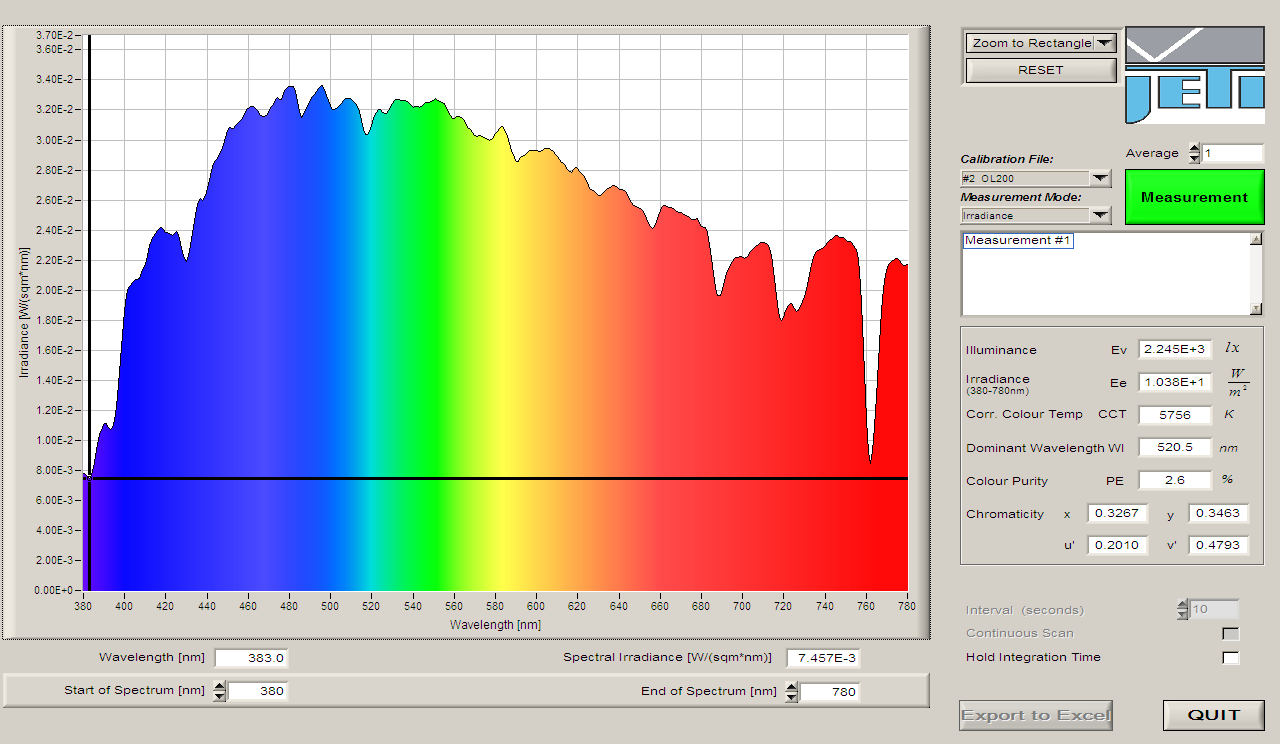 3.70E-2
3.60E-2
3.40E-2
3.20E-2
3.00E-2
2.80E-2
2.60E-2
2.40E-2
2.20E-2
2.00E-2
1.80E-2
1.60E-2
1.40E-2
1.20E-2
1.00E-2
8.00E-3
6.00E-3
4.00E-3
2.00E-3
0.00E+0
Irradiance [W/(sqm*nm)]
380 400 420 440 460 480 500 520 540 560 580 600 620 640 660 680 700 720 740 760 780
Wavelength [nm]
Wavelength [nm] 383.0 Spectral Irradiance [W/(sqm*nm)] 7.457E-3
Start of Spectrum [nm] 380 End of Spectrum [nm] 780
Zoom to Rectangle
RESET
JETI
Average 1
Calibration File:
#2 OL200
Measurement Mode:
Irradiance
Measurement
Measurement #1
Illuminance Ev 2.245E+3 lx
Irradiance Ee 1.038E+1 W/m²
(380-780nm)
Corr. Colour Temp CCT 5756 K
Dominant Wavelength Wl 520.5 nm
Colour Purity PE 2.6 %
Chromaticity x 0.3267 y 0.3463
u' 0.2010 v' 0.4793
Interval (seconds) 10
Continuous Scan
Hold Integration Time
Export to Excel
QUIT